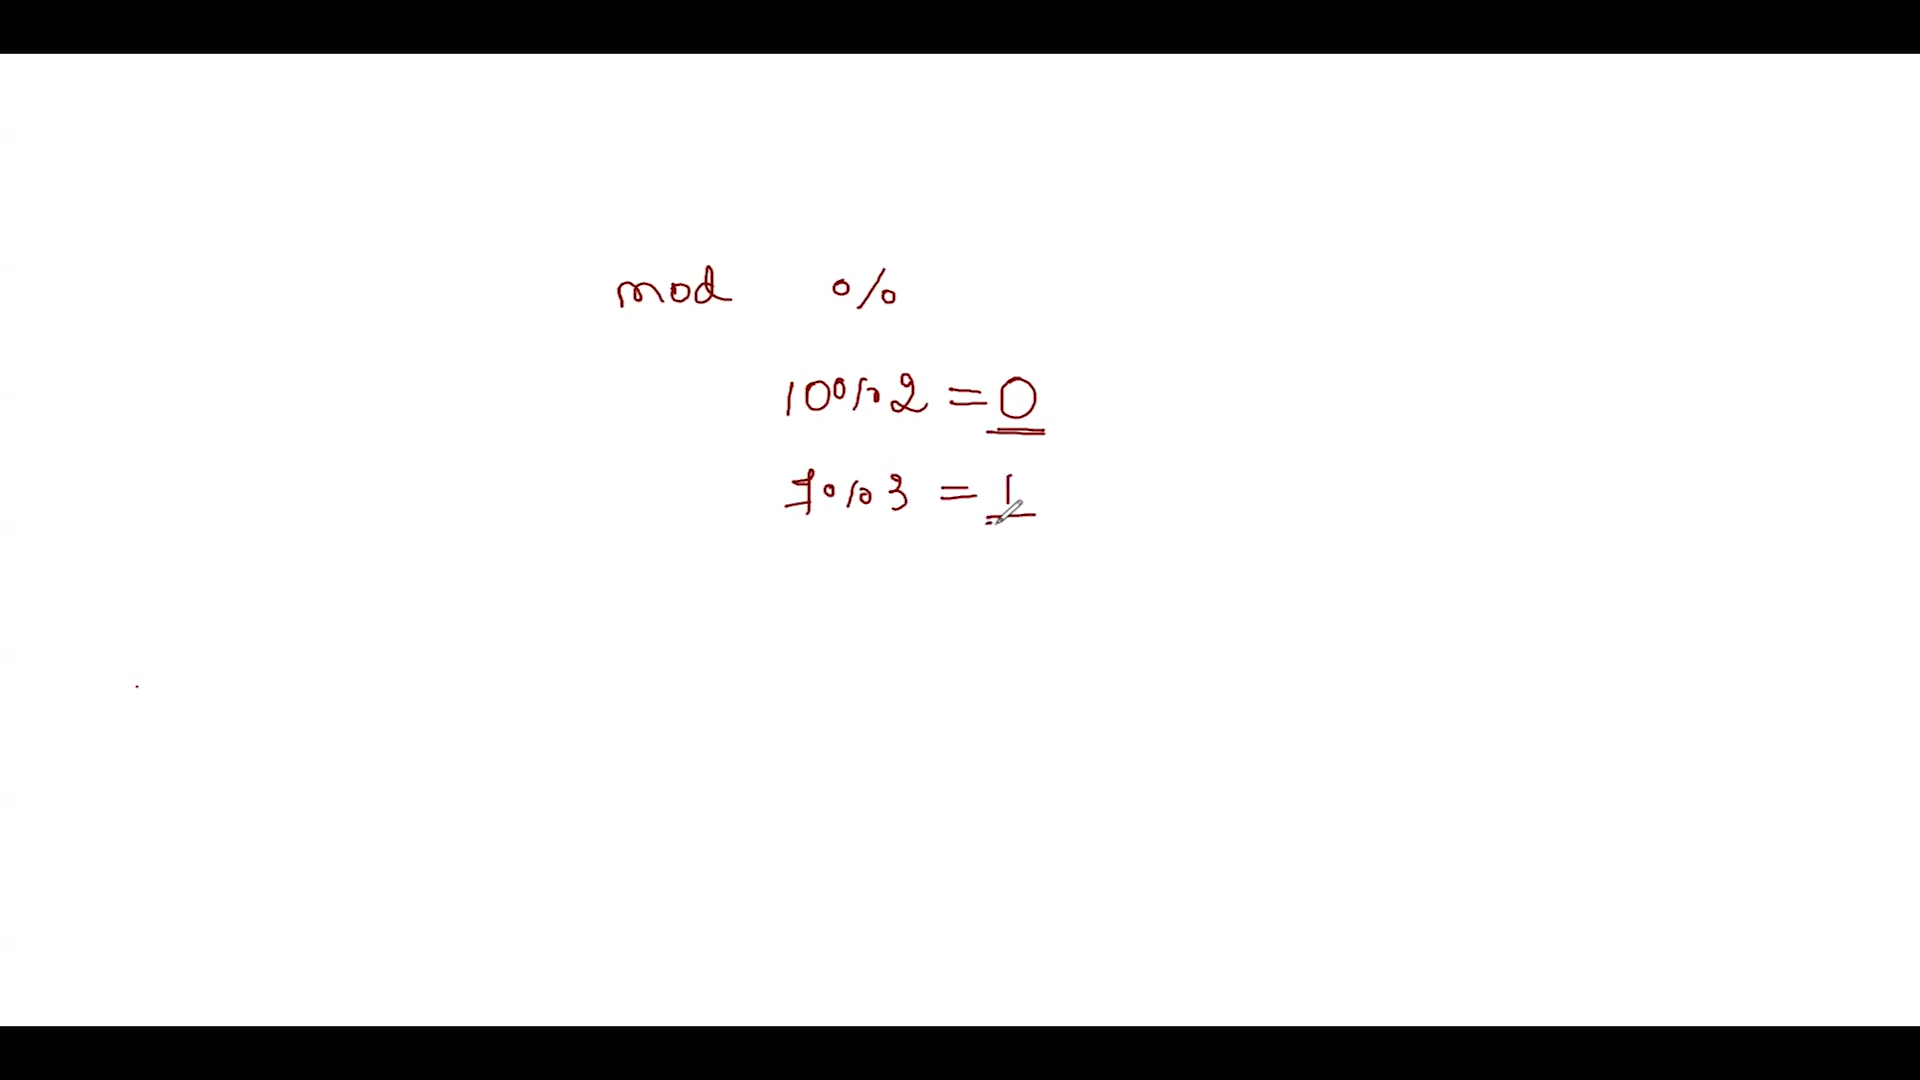 mod %
10%2 = 0
7%3 = 1